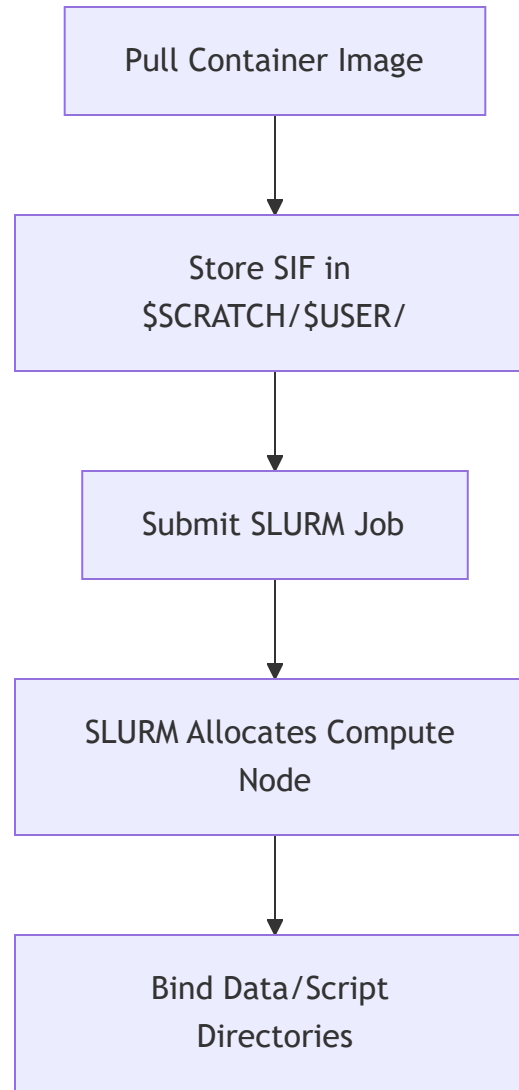 Pull Container Image
Store SIF in
$SCRATCH/$USER/
Submit SLURM Job
SLURM Allocates Compute
Node
Bind Data/Script
Directories